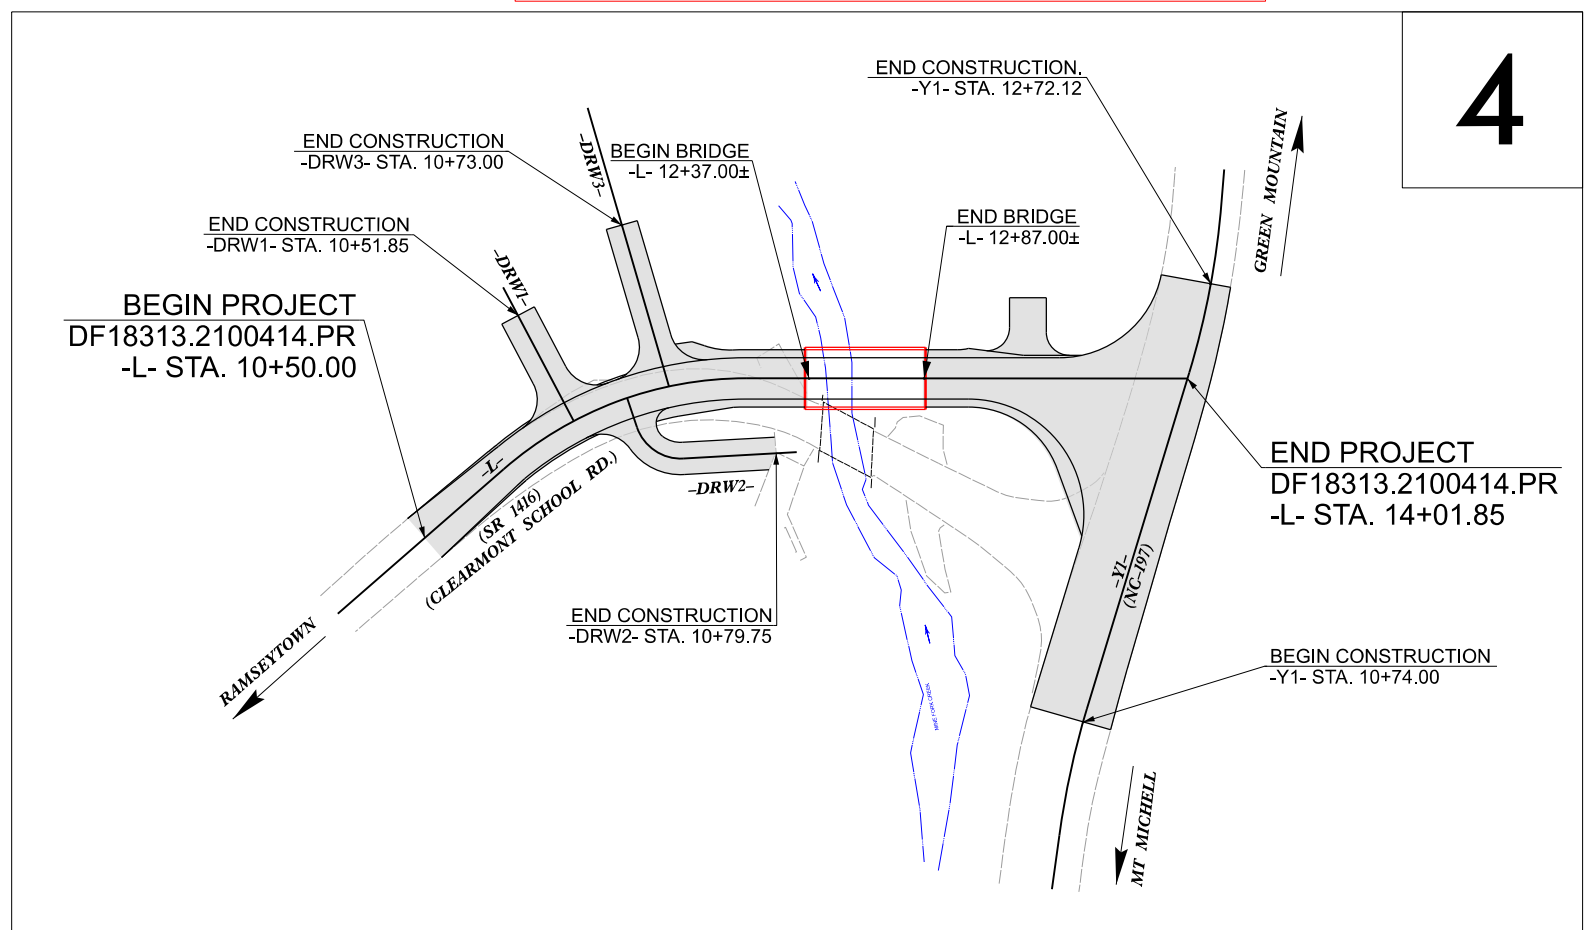 4
END CONSTRUCTION.
-Y1- STA. 12+72.12
END CONSTRUCTION
-DRW3- STA. 10+73.00
-DRW3-
BEGIN BRIDGE
-L- 12+37.00±
GREEN MOUNTAIN
END CONSTRUCTION
-DRW1- STA. 10+51.85
-DRW1-
END BRIDGE
-L- 12+87.00±
BEGIN PROJECT
DF18313.2100414.PR
-L- STA. 10+50.00
-L-
(SR 1416)
(CLEARMONT SCHOOL RD.)
-DRW2-
END PROJECT
DF18313.2100414.PR
-L- STA. 14+01.85
-Y1-
(NC-197)
END CONSTRUCTION
-DRW2- STA. 10+79.75
RAMSEYTOWN
BEGIN CONSTRUCTION
-Y1- STA. 10+74.00
MINE FORK CREEK
MT MICHELL